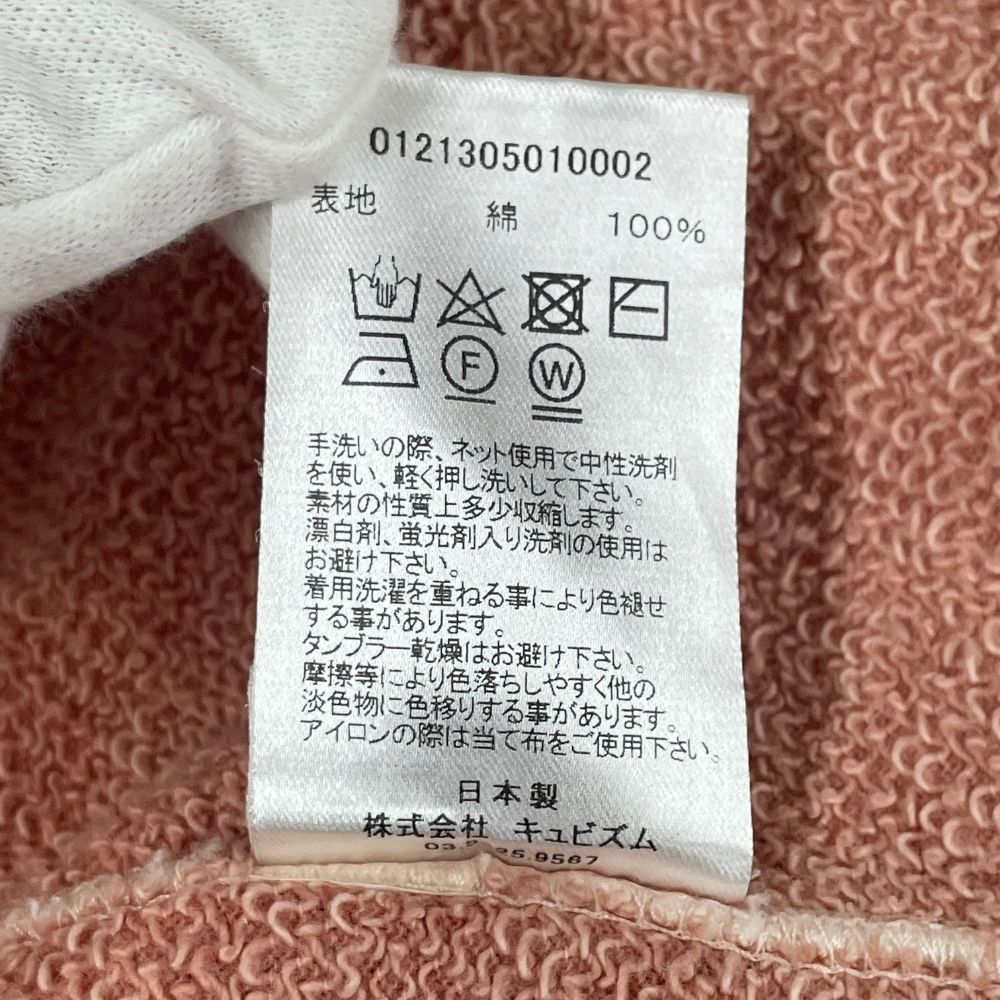 0121305010002
表地 綿 100%
F W
手洗いの際、ネット使用で中性洗剤
を使い、軽く押し洗いして下さい。
素材の性質上多少収縮します。
漂白剤、蛍光剤入り洗剤の使用は
お避け下さい。
着用洗濯を重ねる事により色褪せ
する事があります。
タンブラー乾燥はお避け下さい。
摩擦等により色落ちしやすく他の
淡色物に色移りする事があります。
アイロンの際は当て布をご使用下さい。
日本製
株式会社 キュビズム